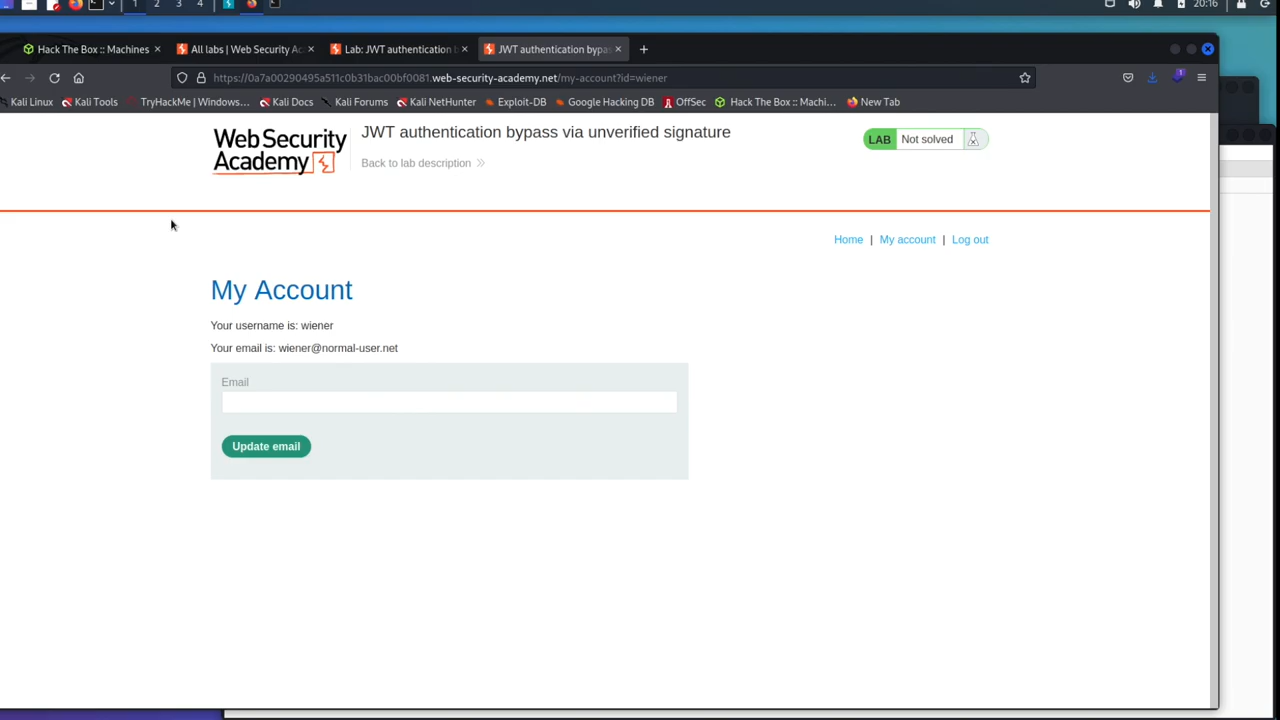 1 2 3 4 20:16
Hack The Box :: Machines
All labs | Web Security Ac
Lab: JWT authentication b
JWT authentication bypas
https://0a7a00290495a511c0b31bac00bf0081.web-security-academy.net/my-account?id=wiener
Kali Linux Kali Tools TryHackMe | Windows... Kali Docs Kali Forums Kali NetHunter Exploit-DB Google Hacking DB OffSec Hack The Box :: Machi... New Tab
Web Security Academy
JWT authentication bypass via unverified signature
Back to lab description
LAB Not solved
Home | My account | Log out
My Account
Your username is: wiener
Your email is: wiener@normal-user.net
Email
Update email